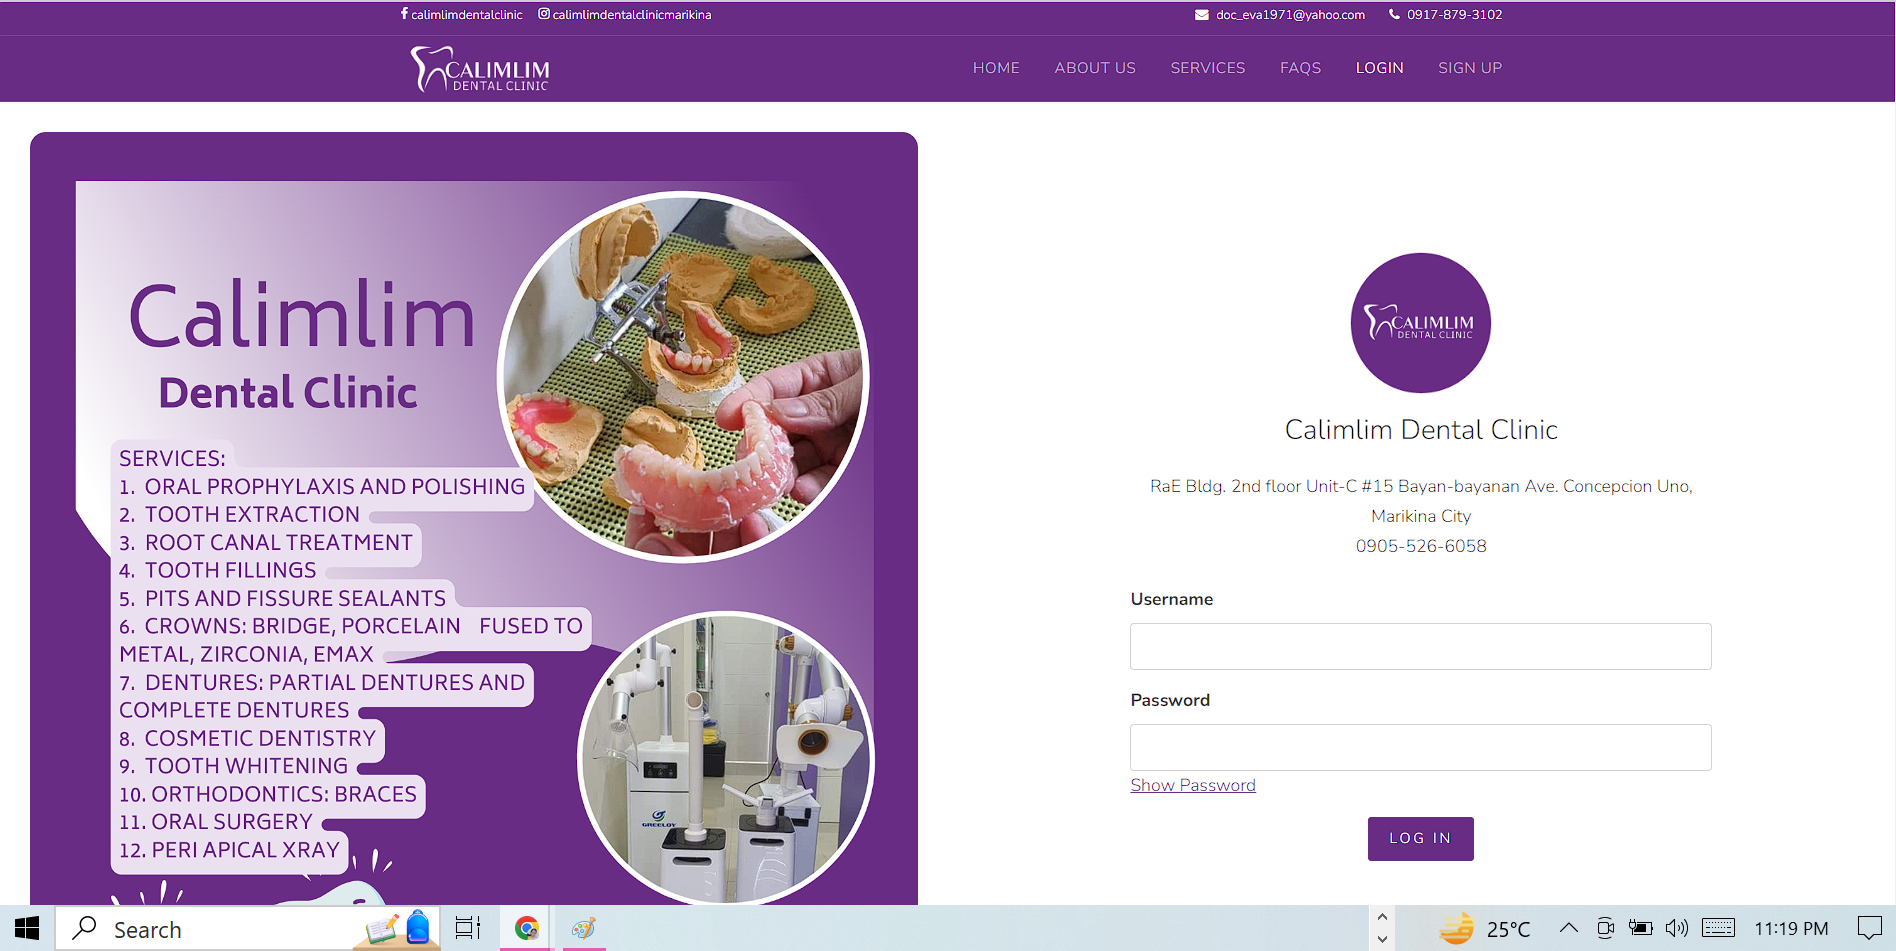 calimlimdentalclinic calimlimdentalclinicmarikina doc_eva1971@yahoo.com 0917-879-3102
CALIMLIM
DENTAL CLINIC
HOME ABOUT US SERVICES FAQS LOGIN SIGN UP
Calimlim
Dental Clinic
SERVICES:
1. ORAL PROPHYLAXIS AND POLISHING
2. TOOTH EXTRACTION
3. ROOT CANAL TREATMENT
4. TOOTH FILLINGS
5. PITS AND FISSURE SEALANTS
6. CROWNS: BRIDGE, PORCELAIN FUSED TO
METAL, ZIRCONIA, EMAX
7. DENTURES: PARTIAL DENTURES AND
COMPLETE DENTURES
8. COSMETIC DENTISTRY
9. TOOTH WHITENING
10. ORTHODONTICS: BRACES
11. ORAL SURGERY
12. PERI APICAL XRAY
GREELOY
CALIMLIM
DENTAL CLINIC
Calimlim Dental Clinic
RaE Bldg. 2nd floor Unit-C #15 Bayan-bayanan Ave. Concepcion Uno,
Marikina City
0905-526-6058
Username
Password
Show Password
LOG IN
Search
25°C
11:19 PM